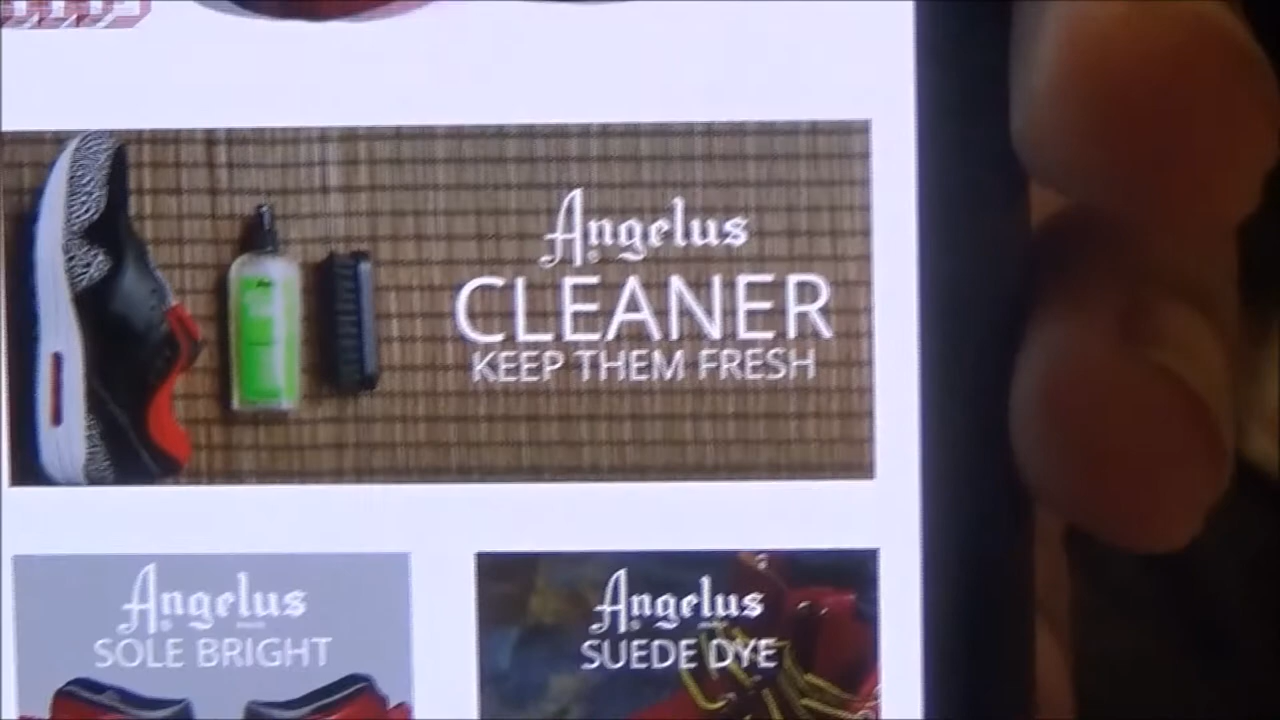 Angelus
CLEANER
KEEP THEM FRESH
Angelus
SOLE BRIGHT
Angelus
SUEDE DYE